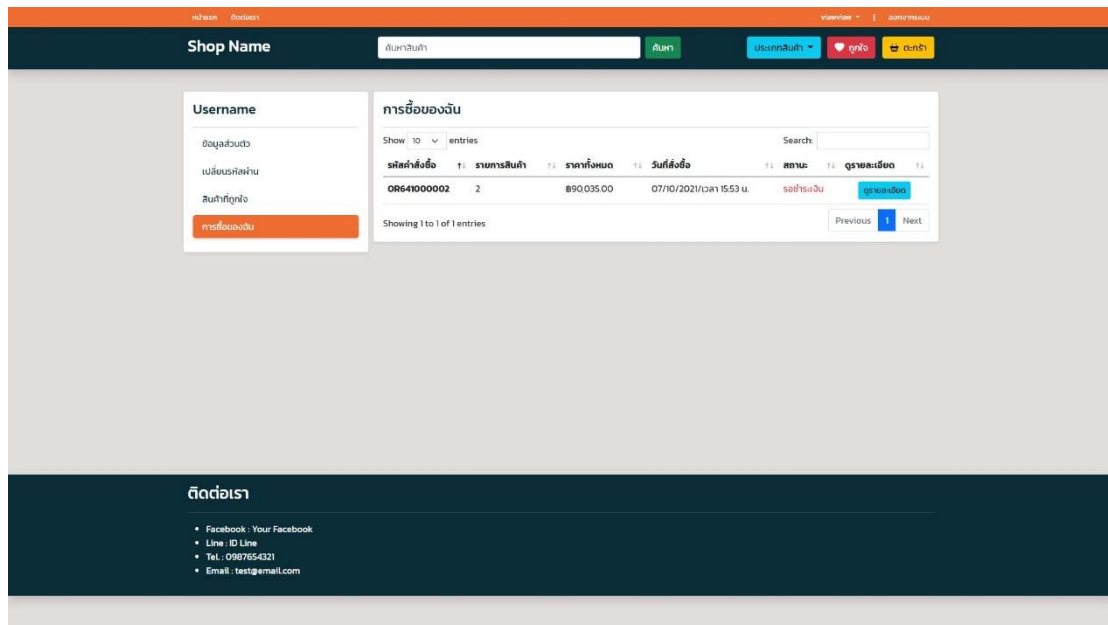 หน้าแรก ติดต่อเรา viewview | ออกจากระบบ
Shop Name ค้นหาสินค้า ค้นหา ประเภทสินค้า ถูกใจ ตะกร้า
Username
ข้อมูลส่วนตัว
เปลี่ยนรหัสผ่าน
สินค้าที่ถูกใจ
การซื้อของฉัน
การซื้อของฉัน
Show 10 entries Search:
รหัสคำสั่งซื้อ รายการสินค้า ราคาทั้งหมด วันที่สั่งซื้อ สถานะ ดูรายละเอียด
OR641000002 2 ฿90,035.00 07/10/2021/เวลา 15:53 น. รอชำระเงิน ดูรายละเอียด
Showing 1 to 1 of 1 entries Previous 1 Next
ติดต่อเรา
• Facebook : Your Facebook
• Line : ID Line
• Tel. : 0987654321
• Email : test@email.com